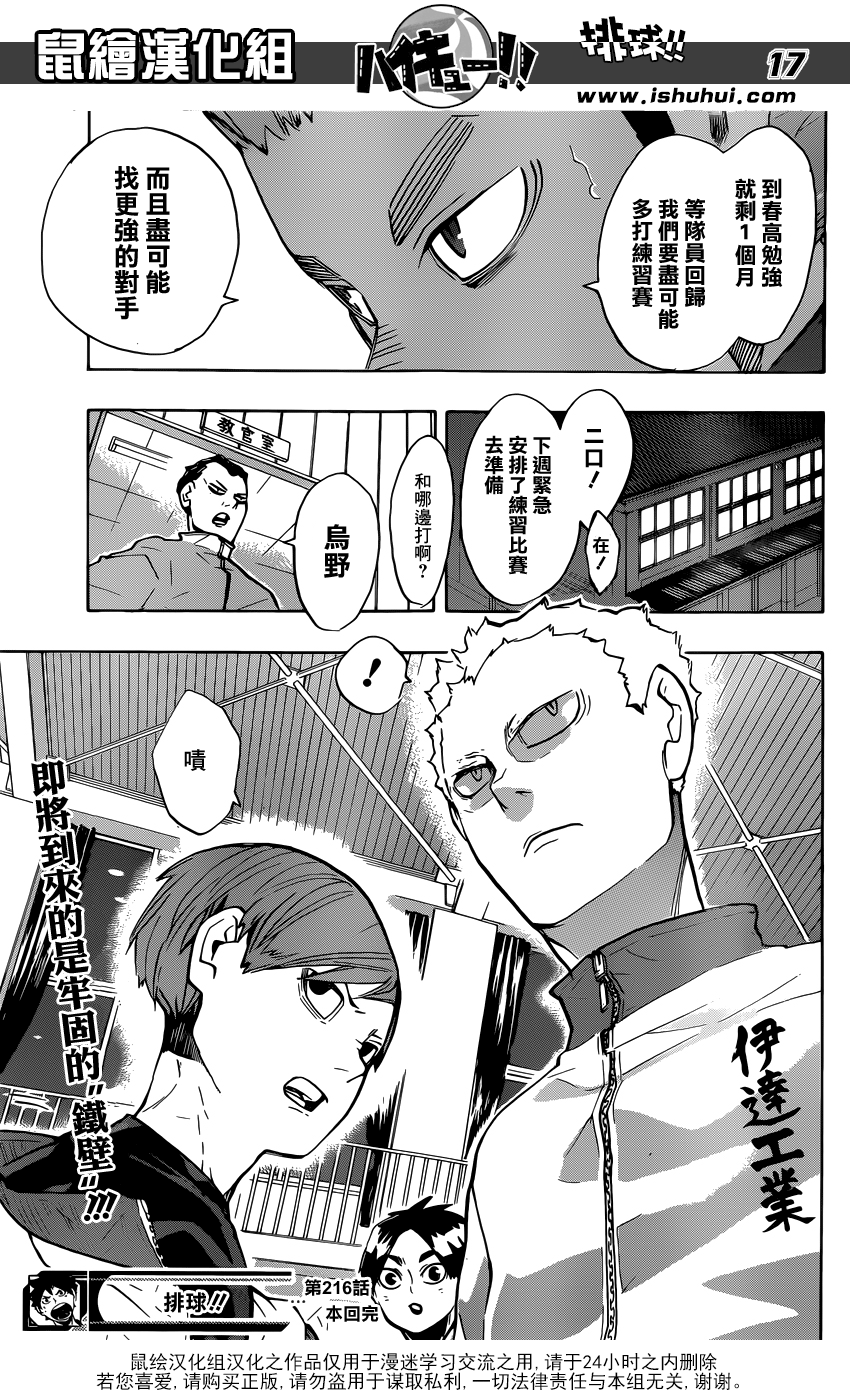 鼠繪漢化組
ハイキュー!!
排球!!
17
www.ishuhui.com
到春高勉強
就剩1個月
等隊員回歸
我們要盡可能
多打練習賽
而且盡可能
找更強的對手
二口!
在!
下週緊急
安排了練習比賽
去準備
和哪邊打啊?
教官室
烏野
!
嘖
即將到來的是牢固的"鐵壁"!!!
伊達工業
排球!!
…
第216話
本回完
鼠绘汉化组汉化之作品仅用于漫迷学习交流之用, 请于24小时之内删除
若您喜爱, 请购买正版, 请勿盗用于谋取私利, 一切法律责任与本组无关, 谢谢。